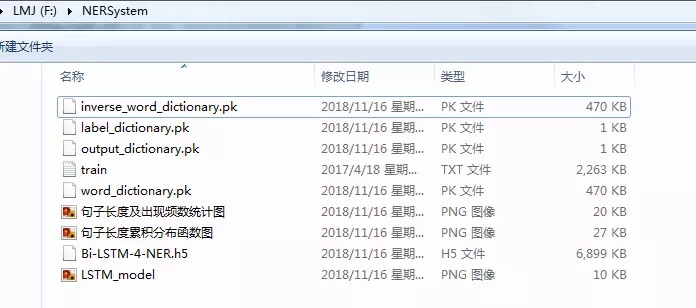 LMJ (F:) ▸ NERSystem
新建文件夹
名称 修改日期 类型 大小
inverse_word_dictionary.pk 2018/11/16 星期... PK 文件 470 KB
label_dictionary.pk 2018/11/16 星期... PK 文件 1 KB
output_dictionary.pk 2018/11/16 星期... PK 文件 1 KB
train 2017/4/18 星期... TXT 文件 2,263 KB
word_dictionary.pk 2018/11/16 星期... PK 文件 470 KB
句子长度及出现频数统计图 2018/11/16 星期... PNG 图像 20 KB
句子长度累积分布函数图 2018/11/16 星期... PNG 图像 27 KB
Bi-LSTM-4-NER.h5 2018/11/16 星期... H5 文件 6,899 KB
LSTM_model 2018/11/16 星期... PNG 图像 10 KB